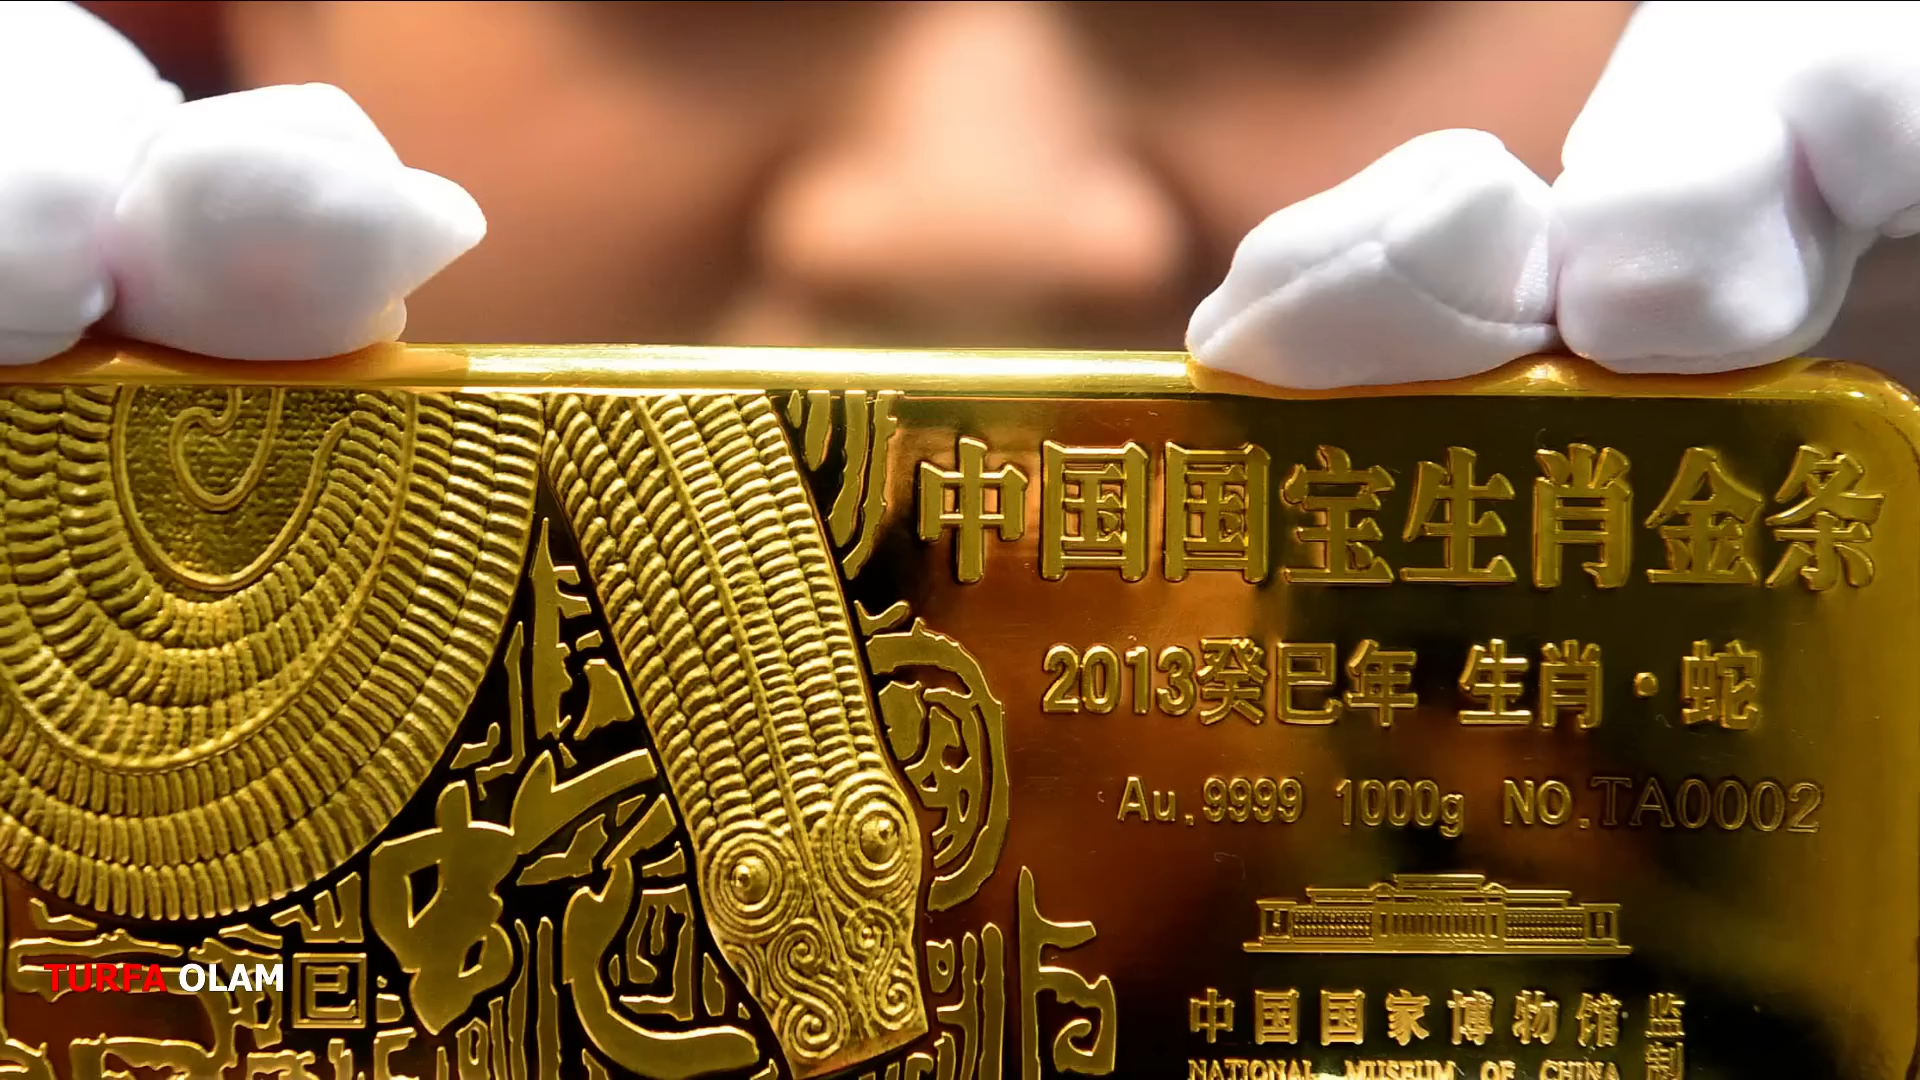 中国国宝生肖金条
2013癸巳年 生肖·蛇
Au.9999 1000g NO.TA0002
中国国家博物馆 监制
NATIONAL MUSEUM OF CHINA
TURFA OLAM